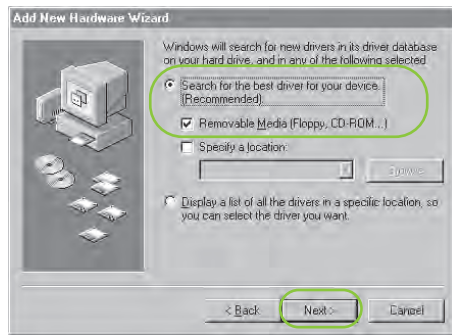 Add New Hardware Wizard
Windows will search for new drivers in its driver database
on your hard drive, and in any of the following selected
Search for the best driver for your device.
(Recommended).
Removable Media (Floppy, CD-ROM...)
Specify a location:
Browse
Display a list of all the drivers in a specific location, so
you can select the driver you want.
< Back
Next >
Cancel